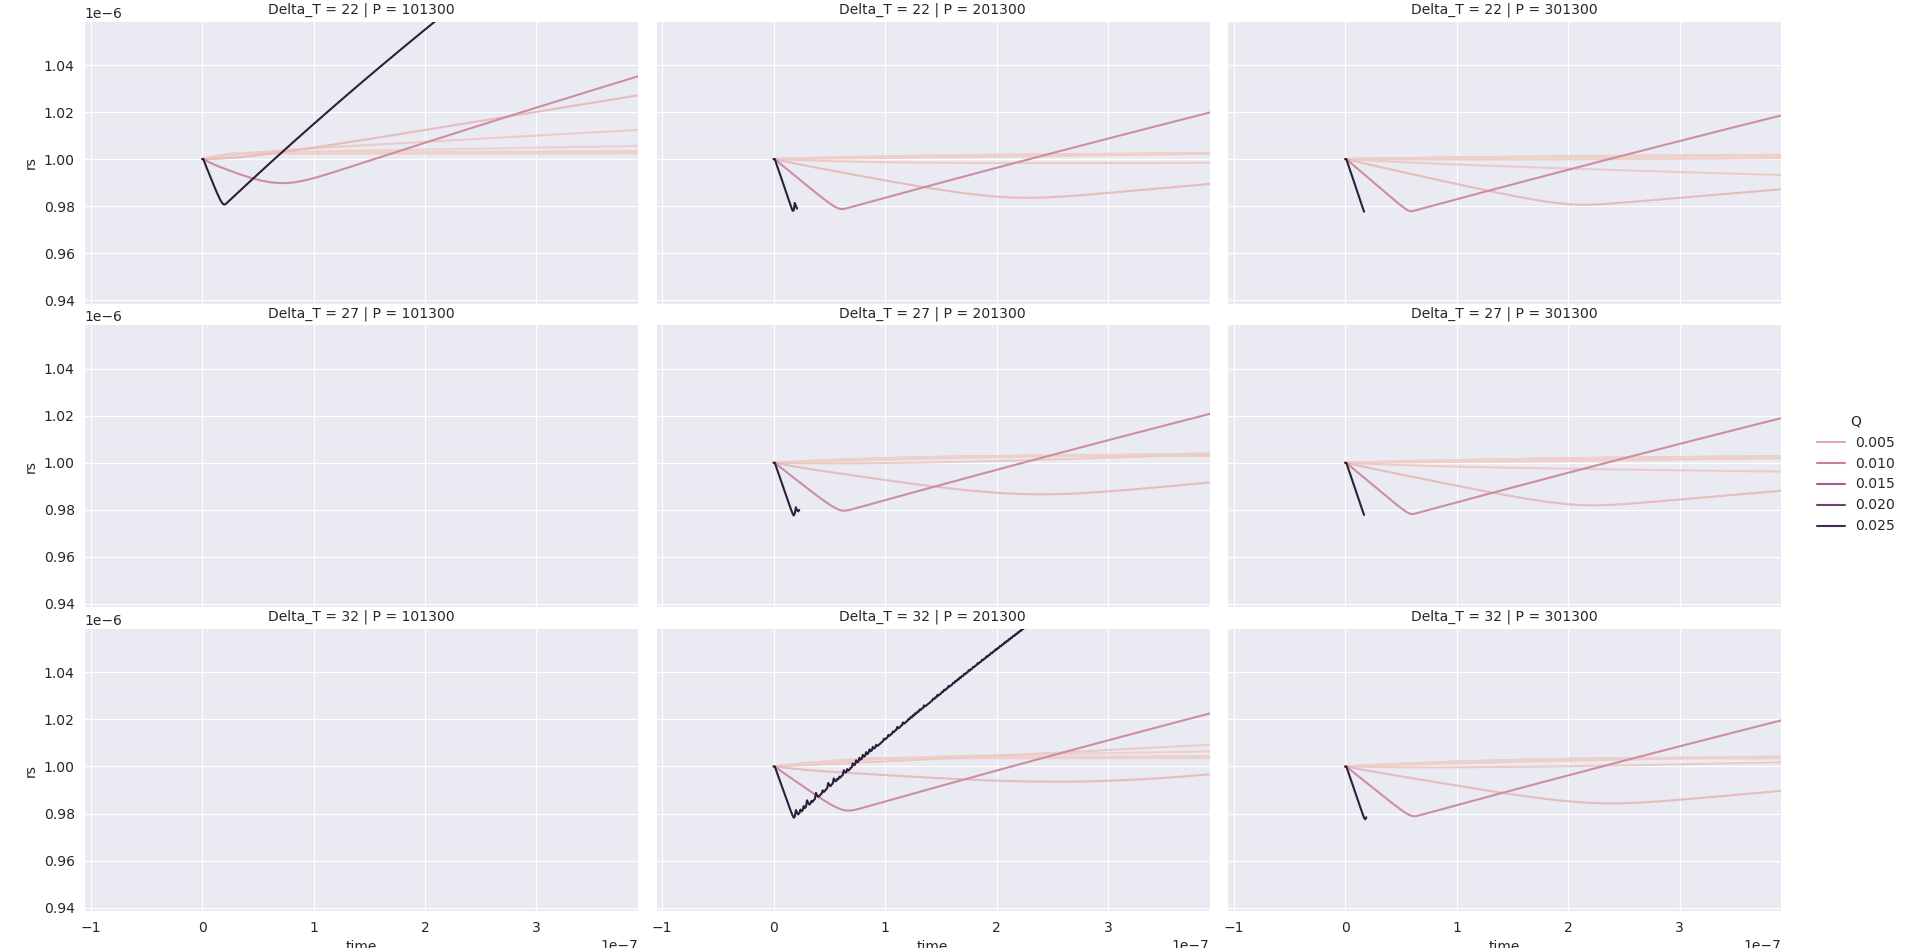 Delta_T = 22 | P = 101300
Delta_T = 22 | P = 201300
Delta_T = 22 | P = 301300
1e−6
1.04
1.02
1.00
0.98
0.96
0.94
rs
Delta_T = 27 | P = 101300
Delta_T = 27 | P = 201300
Delta_T = 27 | P = 301300
1e−6
1.04
1.02
1.00
0.98
0.96
0.94
rs
Q
0.005
0.010
0.015
0.020
0.025
Delta_T = 32 | P = 101300
Delta_T = 32 | P = 201300
Delta_T = 32 | P = 301300
1e−6
1.04
1.02
1.00
0.98
0.96
0.94
rs
−1 0 1 2 3
time
1e−7
−1 0 1 2 3
time
1e−7
−1 0 1 2 3
time
1e−7